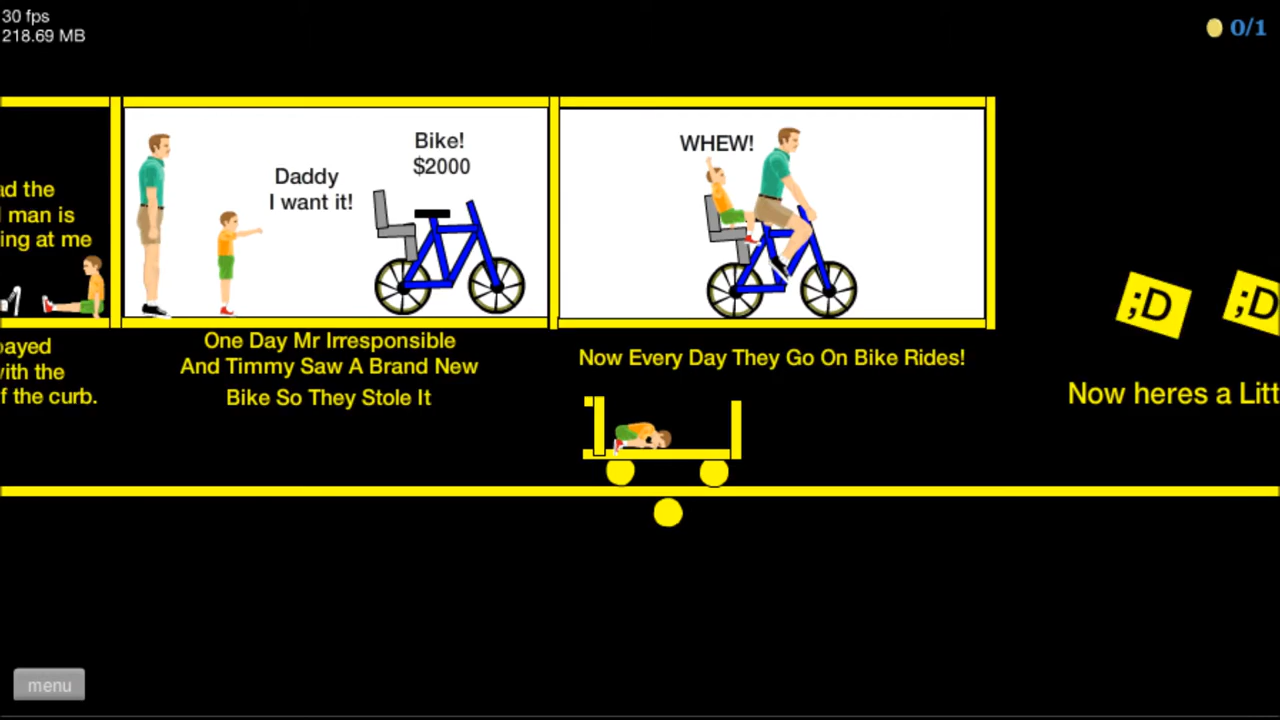 30 fps
218.69 MB
0/1
ad the
man is
ing at me
Daddy
I want it!
Bike!
$2000
WHEW!
;D
;D
payed
with the
f the curb.
One Day Mr Irresponsible
And Timmy Saw A Brand New
Bike So They Stole It
Now Every Day They Go On Bike Rides!
Now heres a Litt
menu